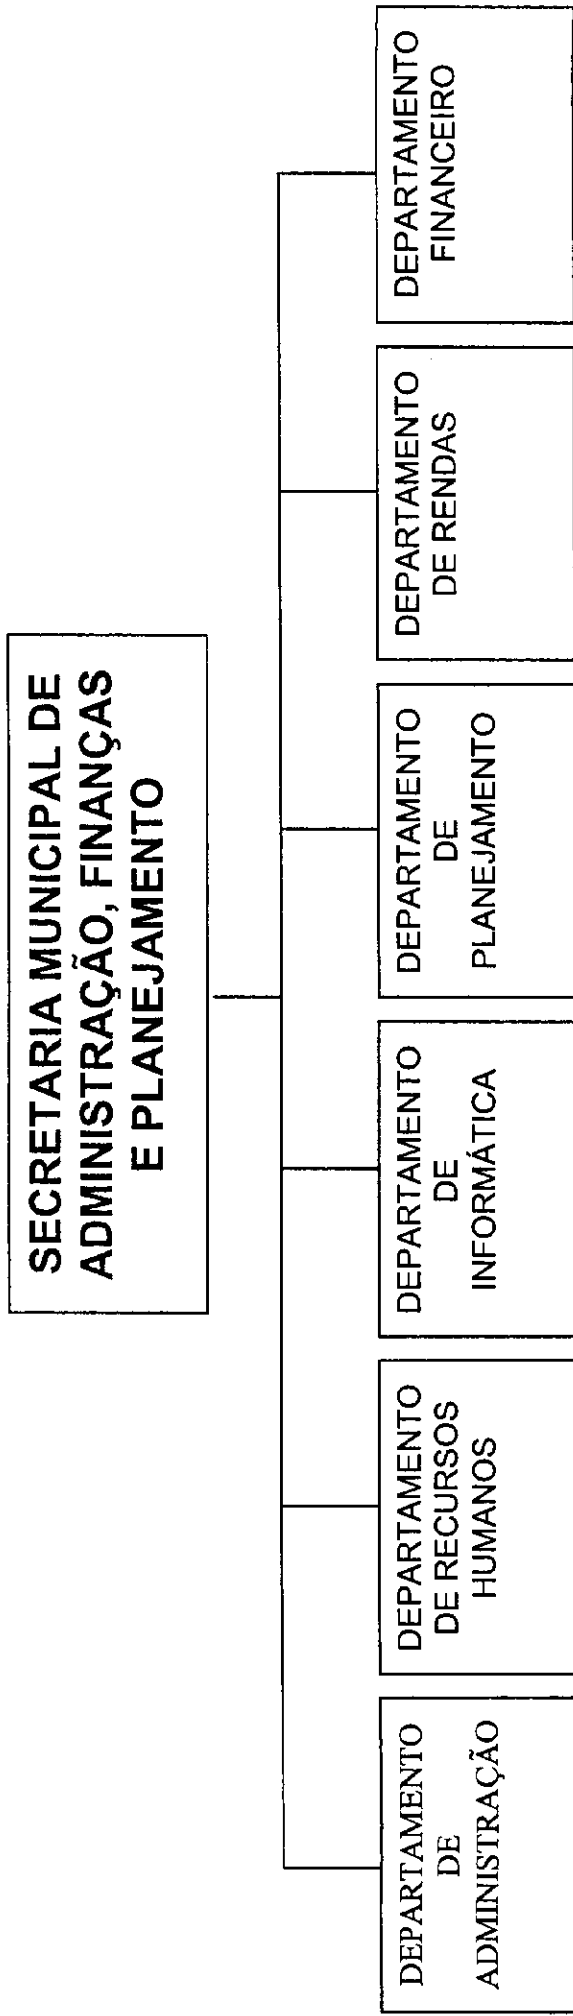 SECRETARIA MUNICIPAL DE
ADMINISTRAÇÃO, FINANÇAS
E PLANEJAMENTO
DEPARTAMENTO
DE
ADMINISTRAÇÃO
DEPARTAMENTO
DE RECURSOS
HUMANOS
DEPARTAMENTO
DE
INFORMÁTICA
DEPARTAMENTO
DE
PLANEJAMENTO
DEPARTAMENTO
DE RENDAS
DEPARTAMENTO
FINANCEIRO